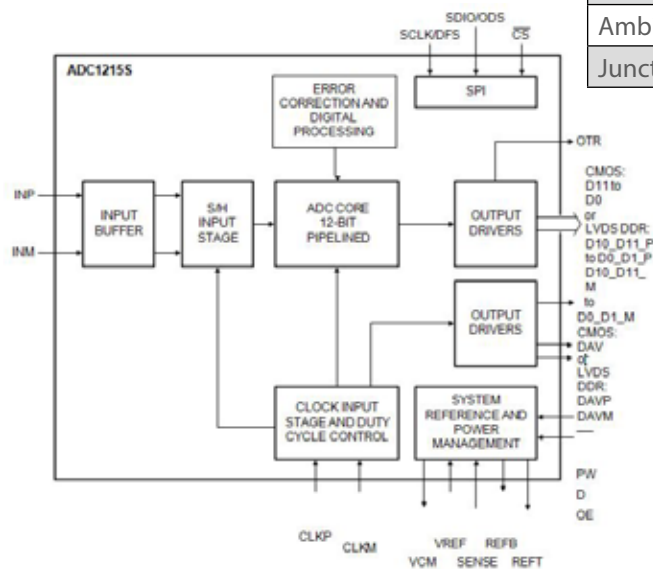 SDIO/ODS
SCLK/DFS
CS
Amb
Junct
ADC1215S
ERROR
CORRECTION AND
DIGITAL
PROCESSING
SPI
OTR
INP
INM
INPUT
BUFFER
S/H
INPUT
STAGE
ADC CORE
12-BIT
PIPELINED
OUTPUT
DRIVERS
CMOS:
D11 to
D0
or
LVDS DDR:
D10_D11_P
to D0_D1_P
D10_D11_
M
to
D0_D1_M
OUTPUT
DRIVERS
CMOS:
DAV
or
LVDS
DDR:
DAVP
DAVM
CLOCK INPUT
STAGE AND DUTY
CYCLE CONTROL
SYSTEM
REFERENCE AND
POWER
MANAGEMENT
PW
D
OE
CLKP
CLKM
VREF
REFB
VCM
SENSE
REFT